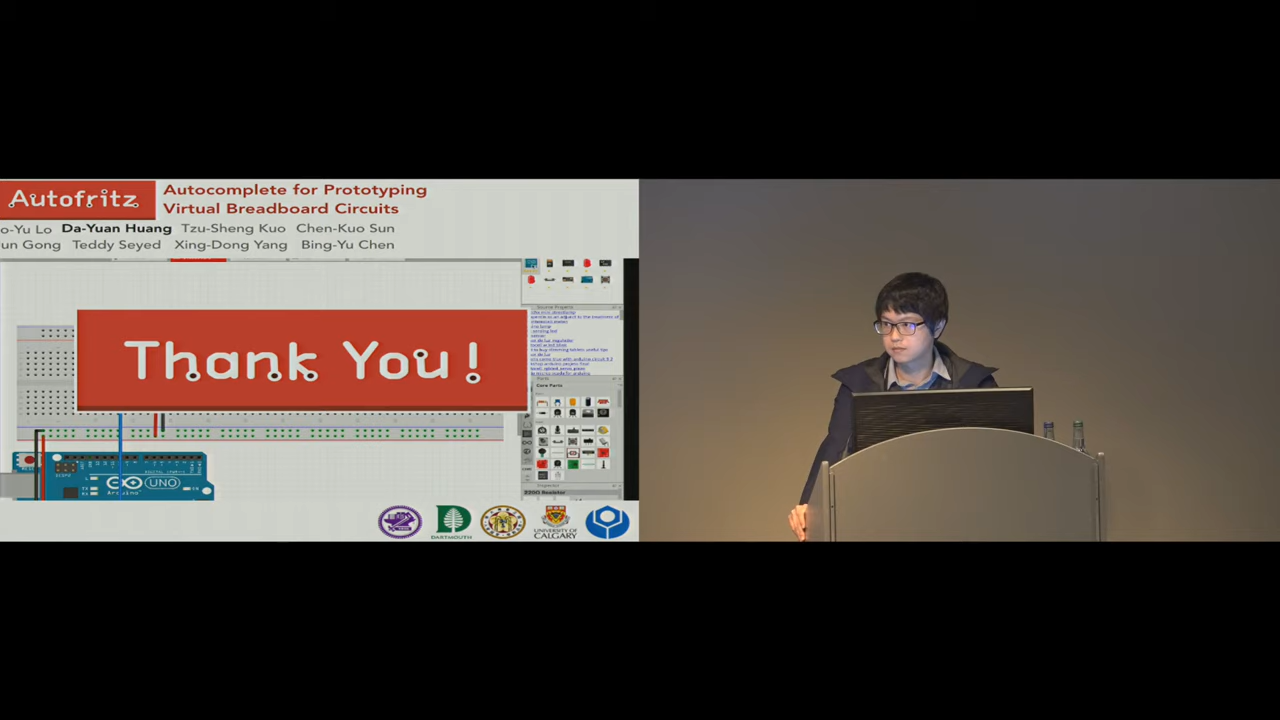 Autofritz
Autocomplete for Prototyping
Virtual Breadboard Circuits
o-Yu Lo Da-Yuan Huang Tzu-Sheng Kuo Chen-Kuo Sun
un Gong Teddy Seyed Xing-Dong Yang Bing-Yu Chen
Thank You!
Core Parts
UNO
Arduino
220Ω Resistor
DARTMOUTH
UNIVERSITY OF
CALGARY